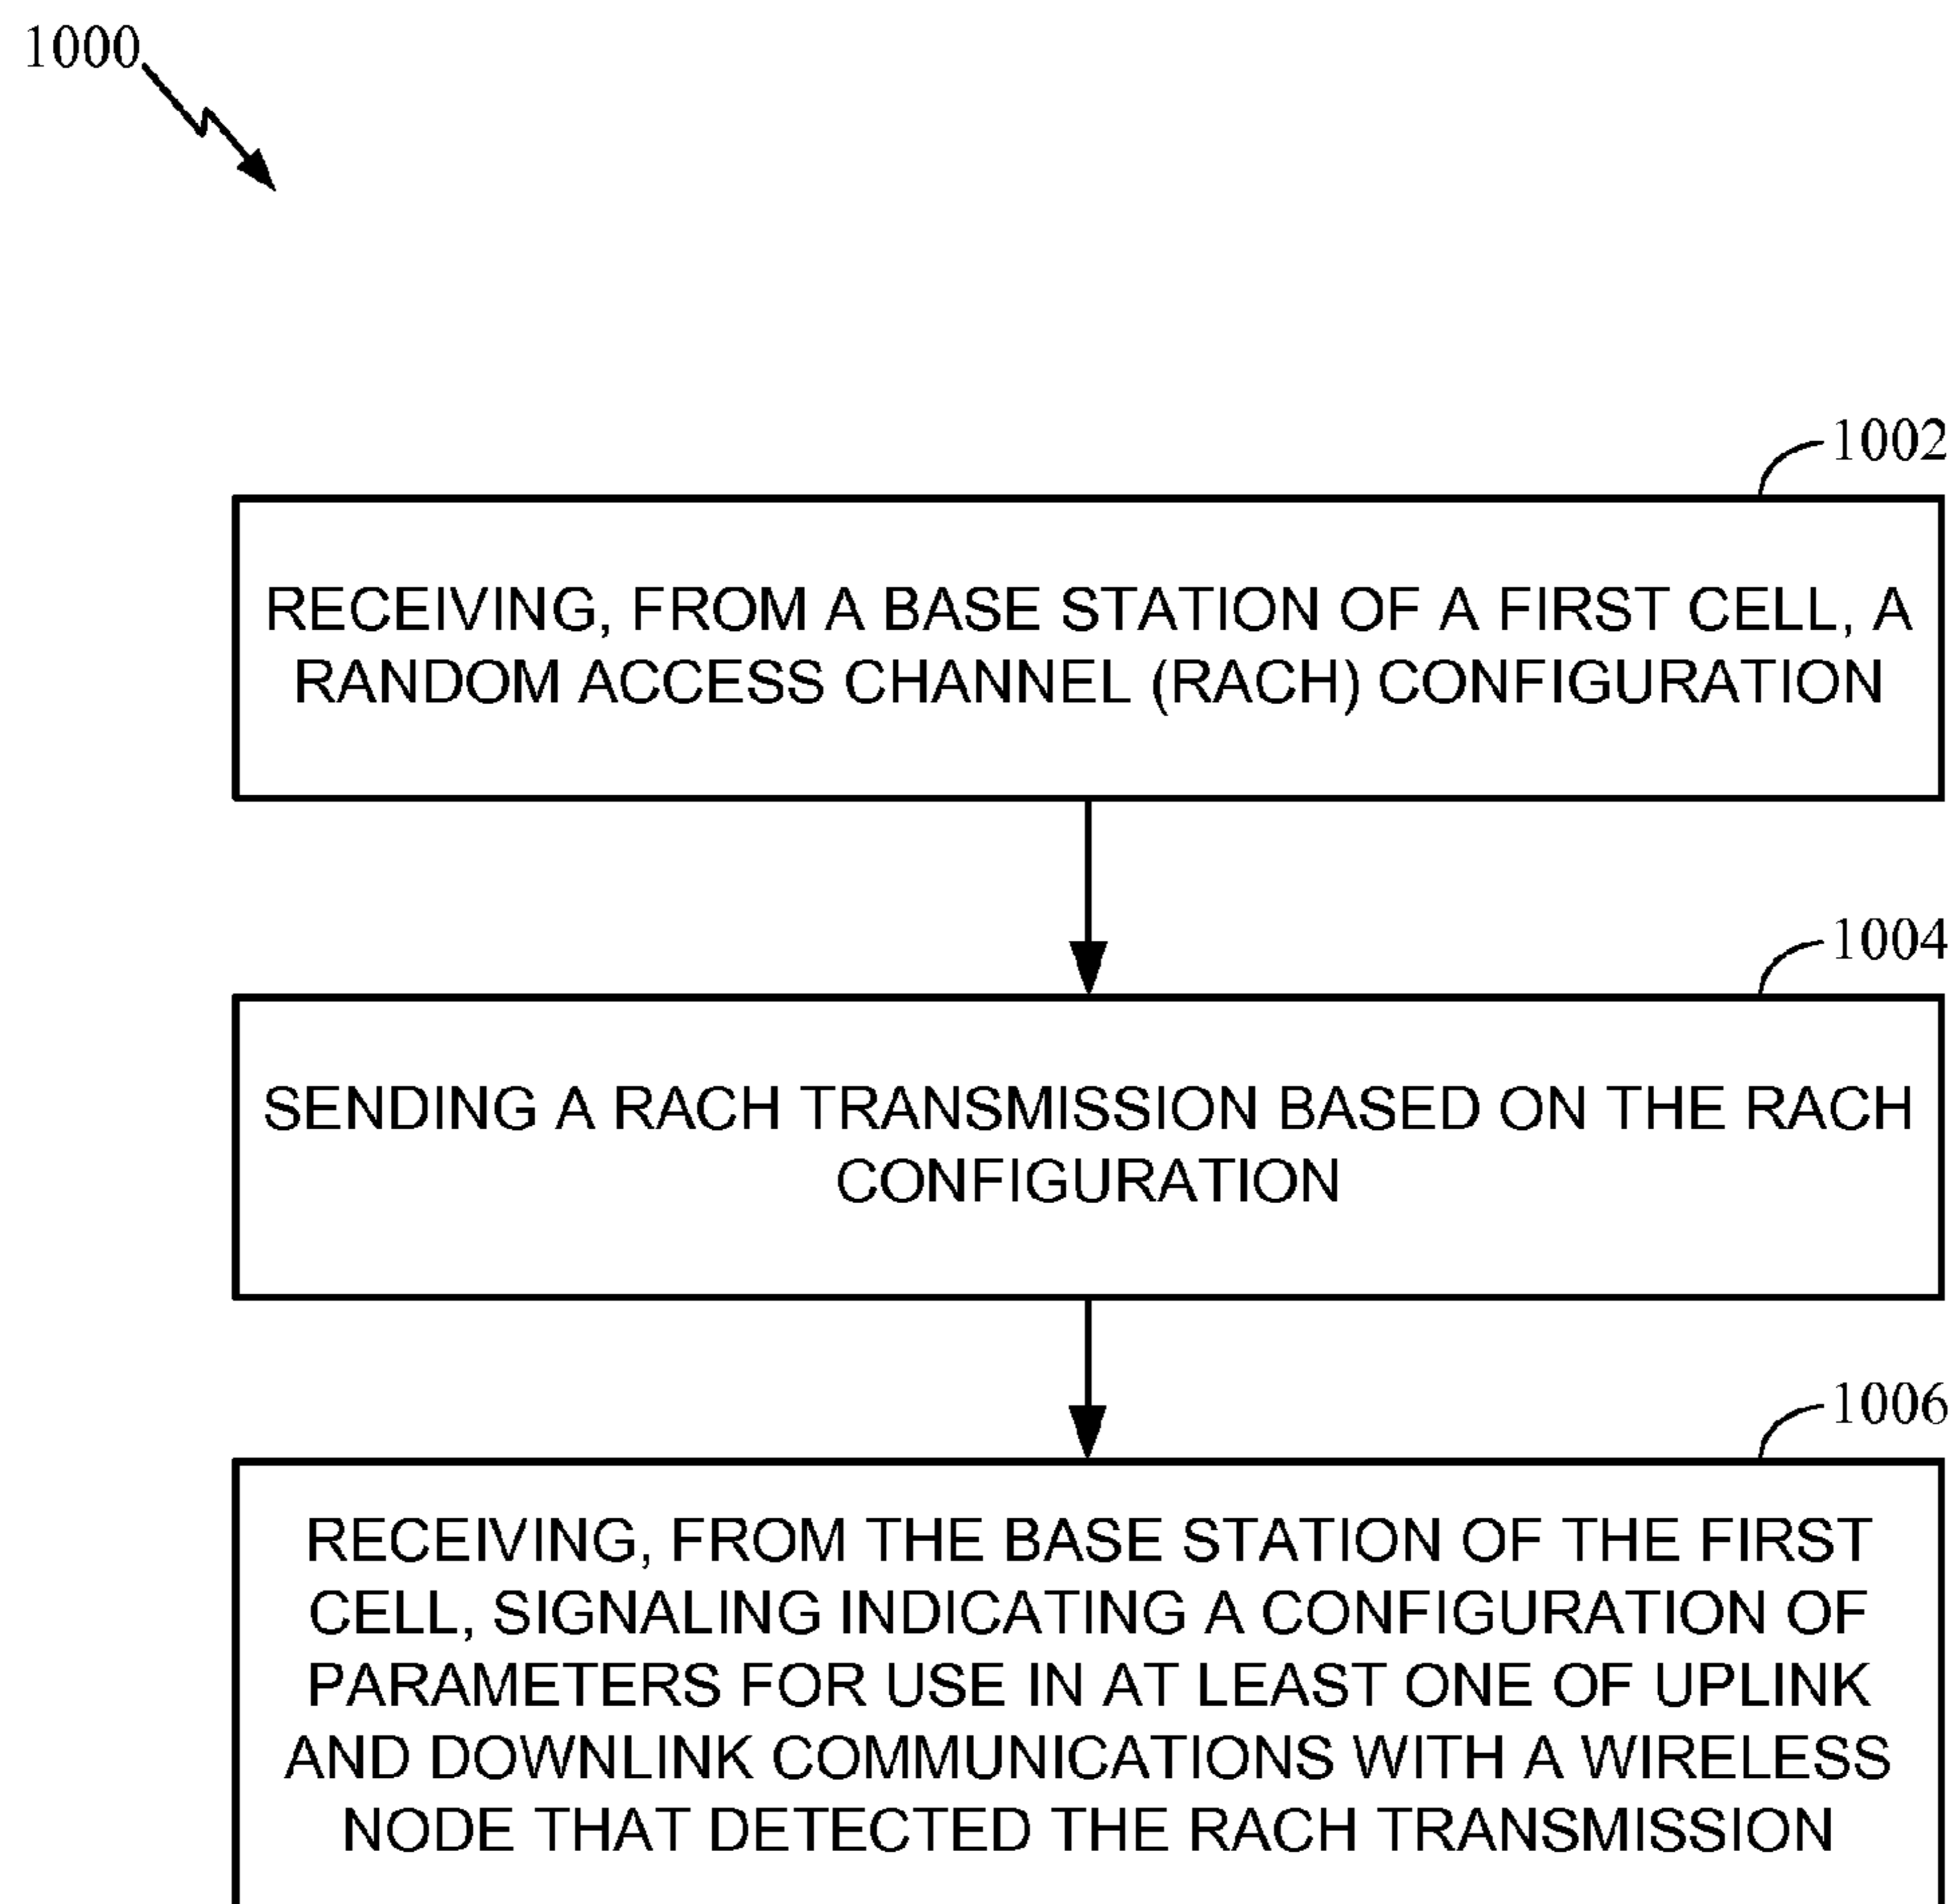 1000
1002
RECEIVING, FROM A BASE STATION OF A FIRST CELL, A
RANDOM ACCESS CHANNEL (RACH) CONFIGURATION
1004
SENDING A RACH TRANSMISSION BASED ON THE RACH
CONFIGURATION
1006
RECEIVING, FROM THE BASE STATION OF THE FIRST
CELL, SIGNALING INDICATING A CONFIGURATION OF
PARAMETERS FOR USE IN AT LEAST ONE OF UPLINK
AND DOWNLINK COMMUNICATIONS WITH A WIRELESS
NODE THAT DETECTED THE RACH TRANSMISSION